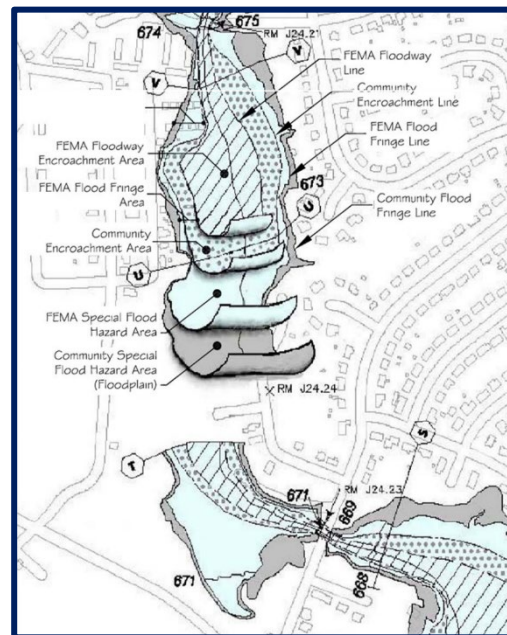 674
675
RM J24.21
V
V
FEMA Floodway
Line
Community
Encroachment Line
FEMA Floodway
Encroachment Area
FEMA Flood
Fringe Line
FEMA Flood Fringe
Area
673
U
Community Flood
Fringe Line
Community
Encroachment Area
U
FEMA Special Flood
Hazard Area
Community Special
Flood Hazard Area
(Floodplain)
RM J24.24
S
T
671
RM J24.23
669
671
668